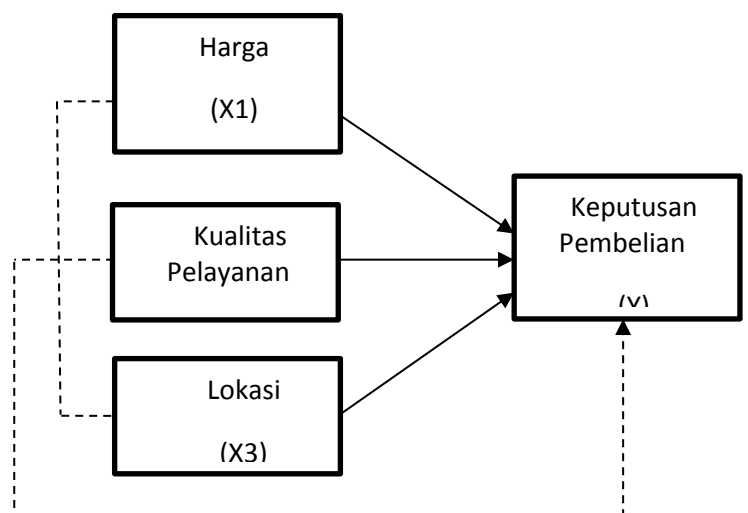 Harga
(X1)
Kualitas
Pelayanan
Lokasi
(X3)
Keputusan
Pembelian